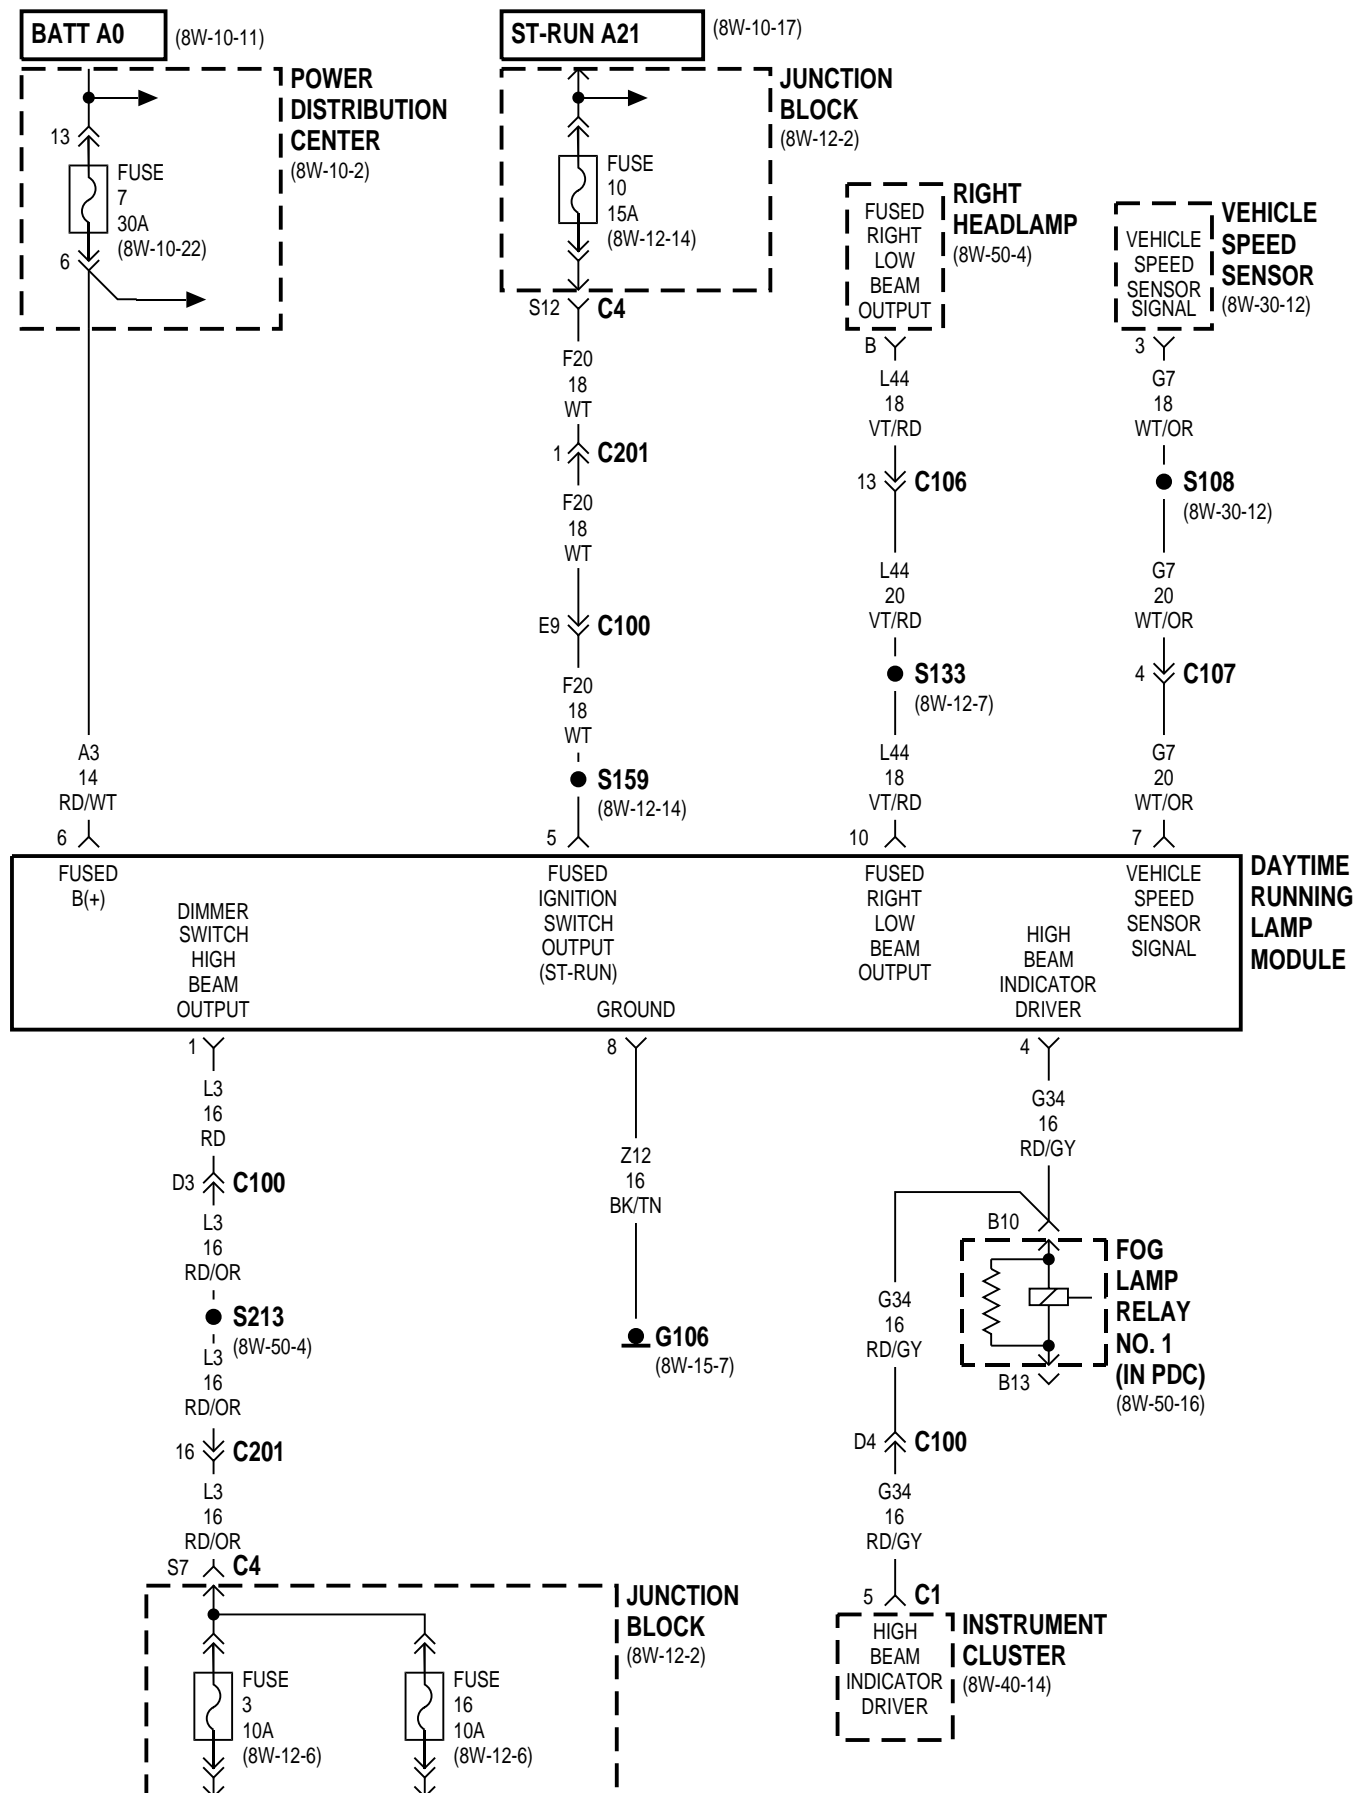 BATT A0
(8W-10-11)
ST-RUN A21
(8W-10-17)
POWER
DISTRIBUTION
CENTER
(8W-10-2)
13
FUSE
7
30A
(8W-10-22)
6
JUNCTION
BLOCK
(8W-12-2)
FUSE
10
15A
(8W-12-14)
S12
C4
F20
18
WT
1
C201
F20
18
WT
E9
C100
F20
18
WT
S159
(8W-12-14)
5
FUSED
RIGHT
LOW
BEAM
OUTPUT
RIGHT
HEADLAMP
(8W-50-4)
B
L44
18
VT/RD
13
C106
L44
20
VT/RD
S133
(8W-12-7)
L44
18
VT/RD
10
VEHICLE
SPEED
SENSOR
SIGNAL
VEHICLE
SPEED
SENSOR
(8W-30-12)
3
G7
18
WT/OR
S108
(8W-30-12)
G7
20
WT/OR
4
C107
G7
20
WT/OR
7
A3
14
RD/WT
6
FUSED
B(+)
DIMMER
SWITCH
HIGH
BEAM
OUTPUT
FUSED
IGNITION
SWITCH
OUTPUT
(ST-RUN)
GROUND
FUSED
RIGHT
LOW
BEAM
OUTPUT
HIGH
BEAM
INDICATOR
DRIVER
VEHICLE
SPEED
SENSOR
SIGNAL
DAYTIME
RUNNING
LAMP
MODULE
1
L3
16
RD
D3
C100
L3
16
RD/OR
S213
(8W-50-4)
L3
16
RD/OR
16
C201
L3
16
RD/OR
S7
C4
JUNCTION
BLOCK
(8W-12-2)
FUSE
3
10A
(8W-12-6)
FUSE
16
10A
(8W-12-6)
8
Z12
16
BK/TN
G106
(8W-15-7)
4
G34
16
RD/GY
B10
FOG
LAMP
RELAY
NO. 1
(IN PDC)
(8W-50-16)
B13
G34
16
RD/GY
D4
C100
G34
16
RD/GY
5
C1
HIGH
BEAM
INDICATOR
DRIVER
INSTRUMENT
CLUSTER
(8W-40-14)